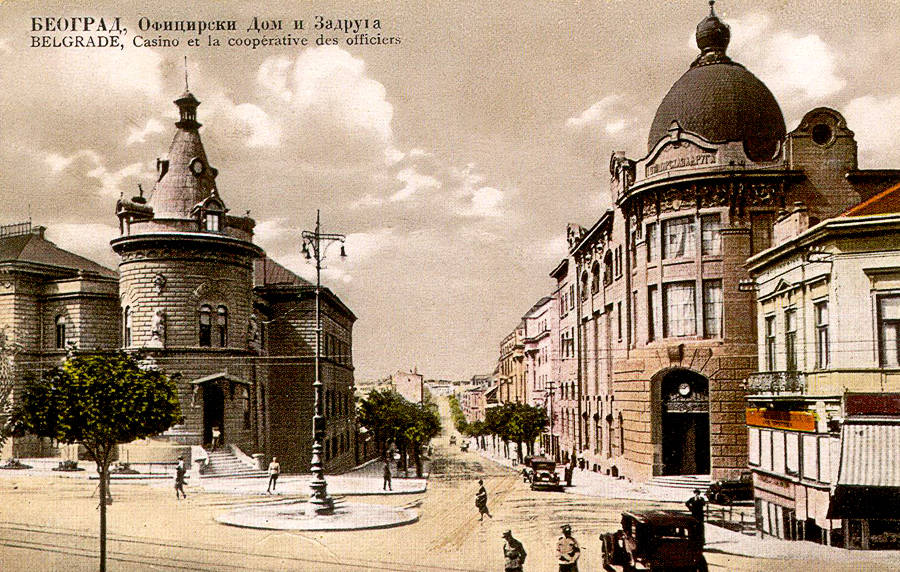 БЕОГРАД, Официрски Дом и Задруга
BELGRADE, Casino et la coopérative des officiers